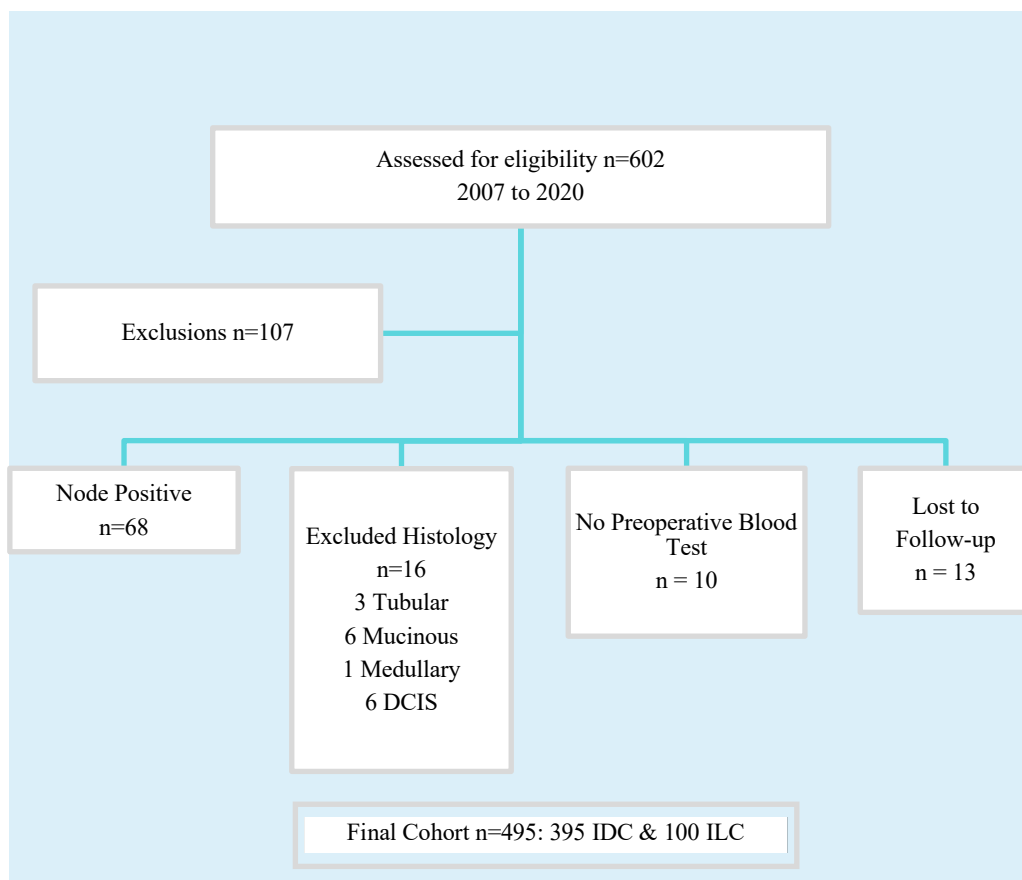 Assessed for eligibility n=602
2007 to 2020
Exclusions n=107
Node Positive
n=68
Excluded Histology
n=16
3 Tubular
6 Mucinous
1 Medullary
6 DCIS
No Preoperative Blood
Test
n = 10
Lost to
Follow-up
n = 13
Final Cohort n=495: 395 IDC & 100 ILC